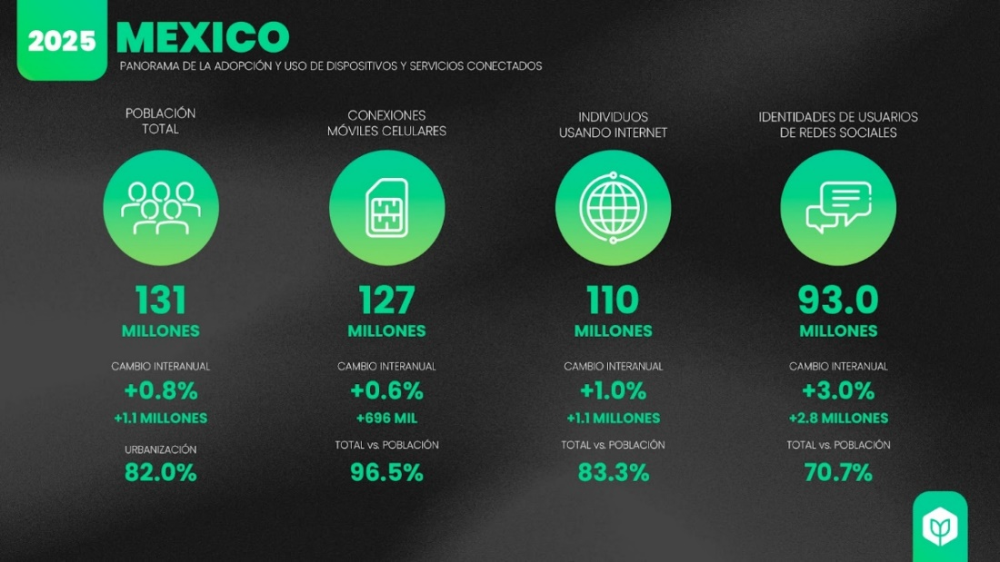 2025
MEXICO
PANORAMA DE LA ADOPCIÓN Y USO DE DISPOSITIVOS Y SERVICIOS CONECTADOS
POBLACIÓN
TOTAL
131
MILLONES
CAMBIO INTERANUAL
+0.8%
+1.1 MILLONES
URBANIZACIÓN
82.0%
CONEXIONES
MÓVILES CELULARES
127
MILLONES
CAMBIO INTERANUAL
+0.6%
+696 MIL
TOTAL vs. POBLACIÓN
96.5%
INDIVIDUOS
USANDO INTERNET
110
MILLONES
CAMBIO INTERANUAL
+1.0%
+1.1 MILLONES
TOTAL vs. POBLACIÓN
83.3%
IDENTIDADES DE USUARIOS
DE REDES SOCIALES
93.0
MILLONES
CAMBIO INTERANUAL
+3.0%
+2.8 MILLONES
TOTAL vs. POBLACIÓN
70.7%